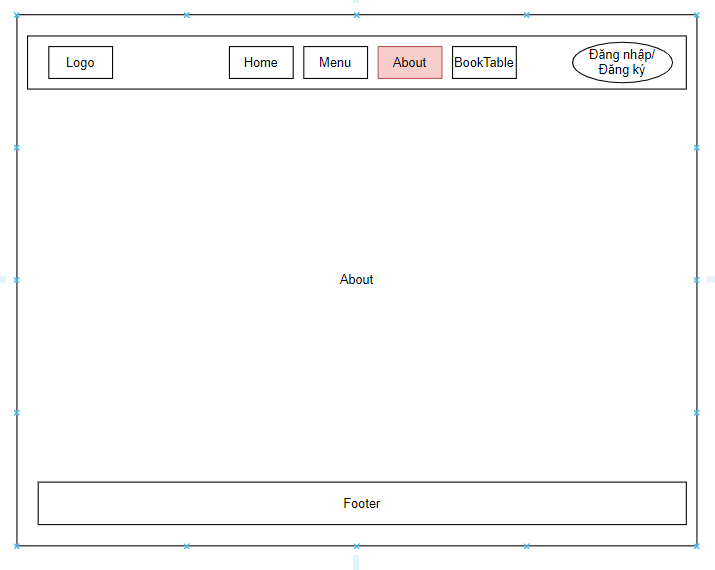 Logo
Home
Menu
About
BookTable
Đăng nhập/
Đăng ký
About
Footer